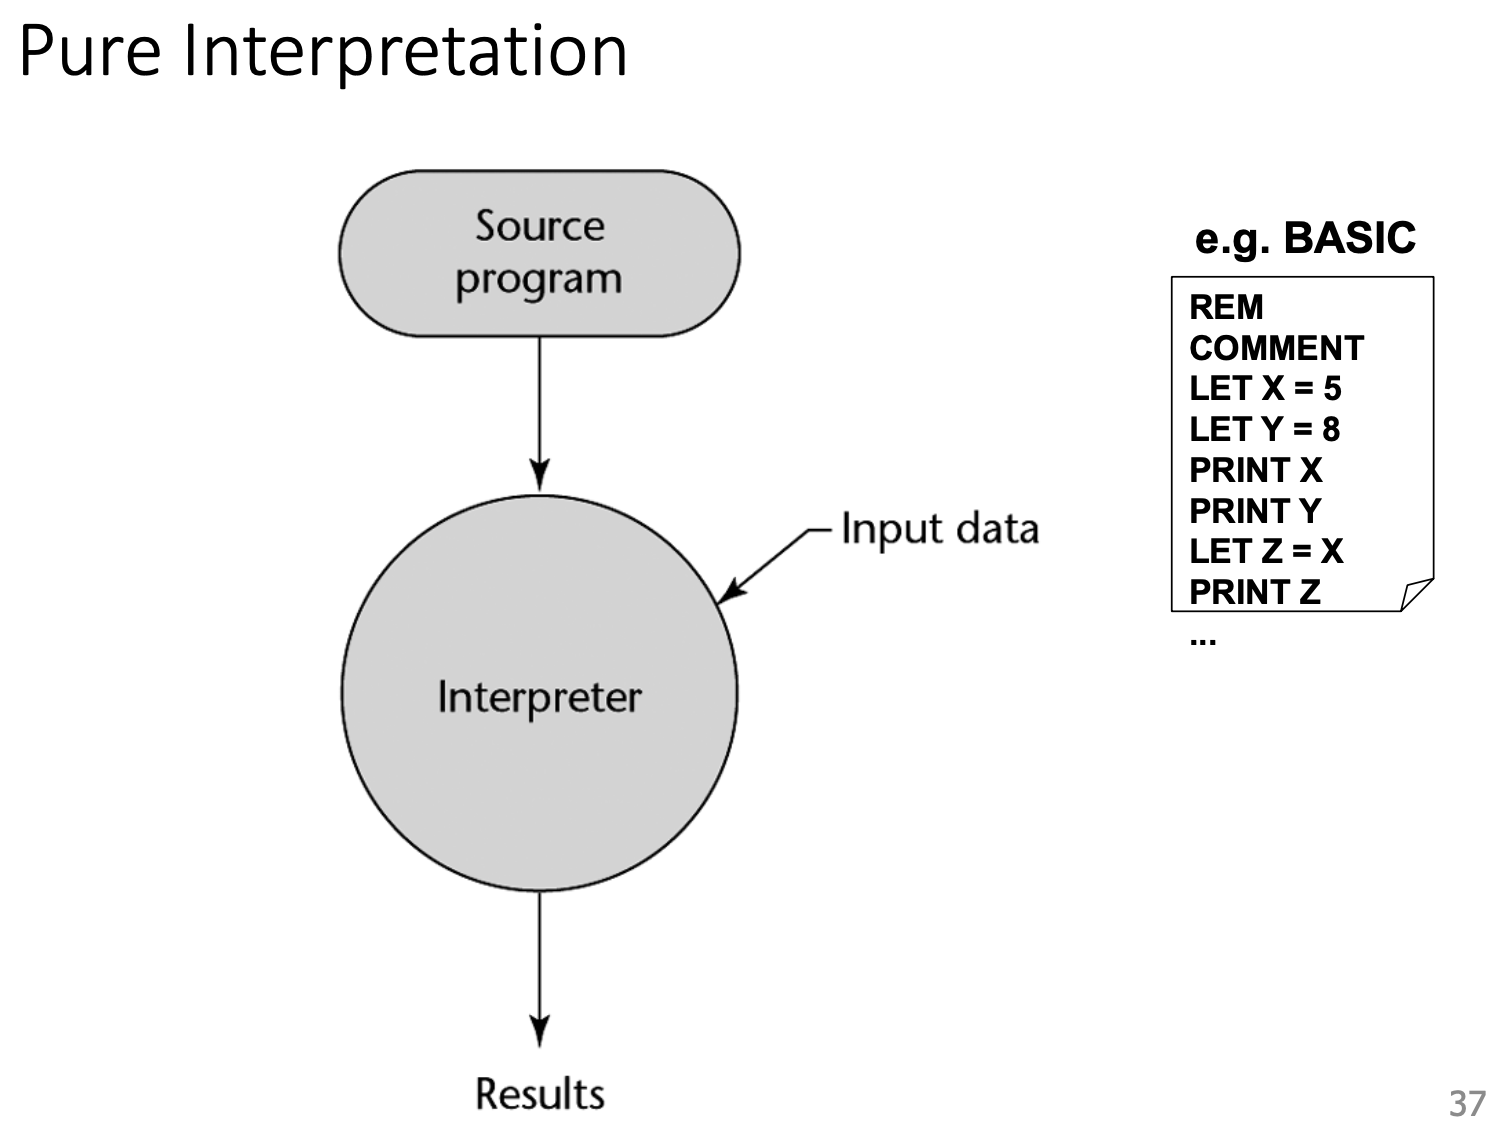 Pure Interpretation
Source
program
Input data
Interpreter
Results
e.g. BASIC
REM
COMMENT
LET X = 5
LET Y = 8
PRINT X
PRINT Y
LET Z = X
PRINT Z
...
37